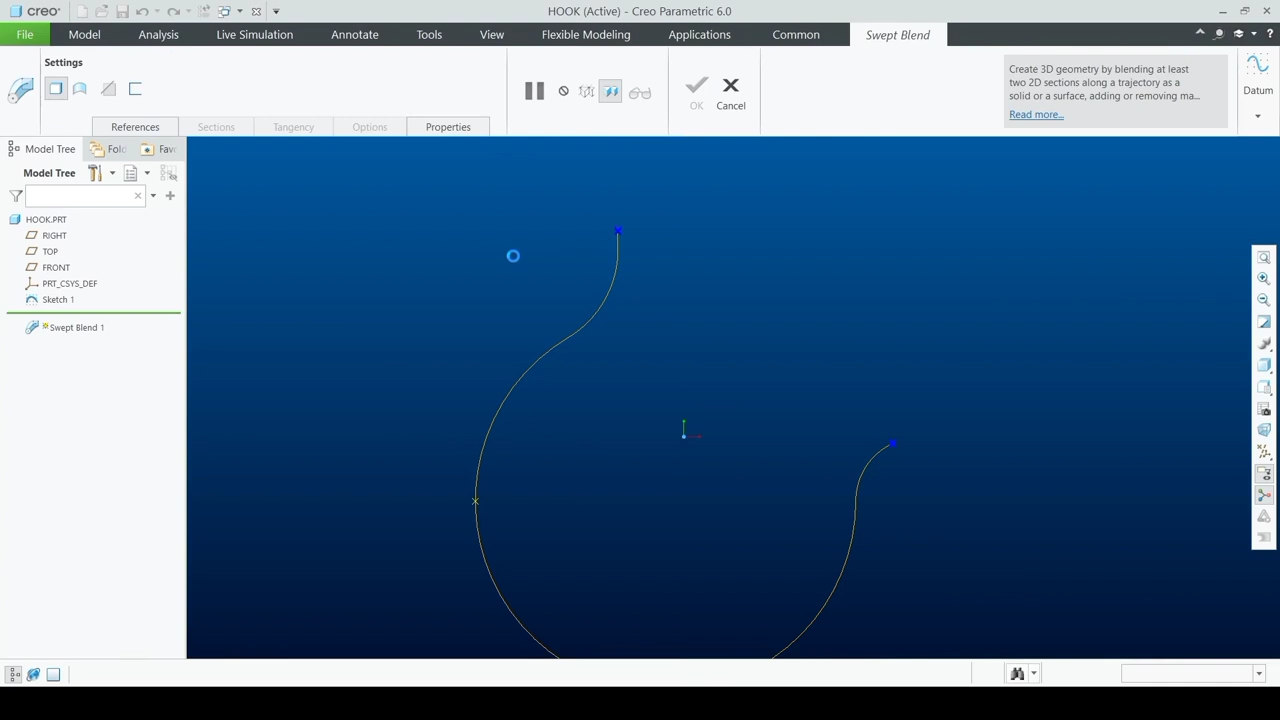 creo
HOOK (Active) - Creo Parametric 6.0
File Model Analysis Live Simulation Annotate Tools View Flexible Modeling Applications Common Swept Blend
Settings
OK Cancel
Create 3D geometry by blending at least
two 2D sections along a trajectory as a
solid or a surface, adding or removing ma...
Read more...
Datum
References Sections Tangency Options Properties
Model Tree Fol Fav
Model Tree
HOOK.PRT
RIGHT
TOP
FRONT
PRT_CSYS_DEF
Sketch 1
Swept Blend 1